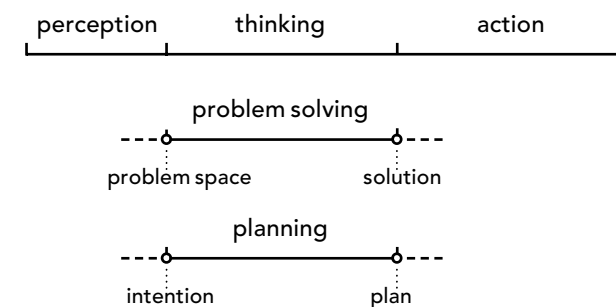 perception thinking action
problem solving
problem space solution
planning
intention plan